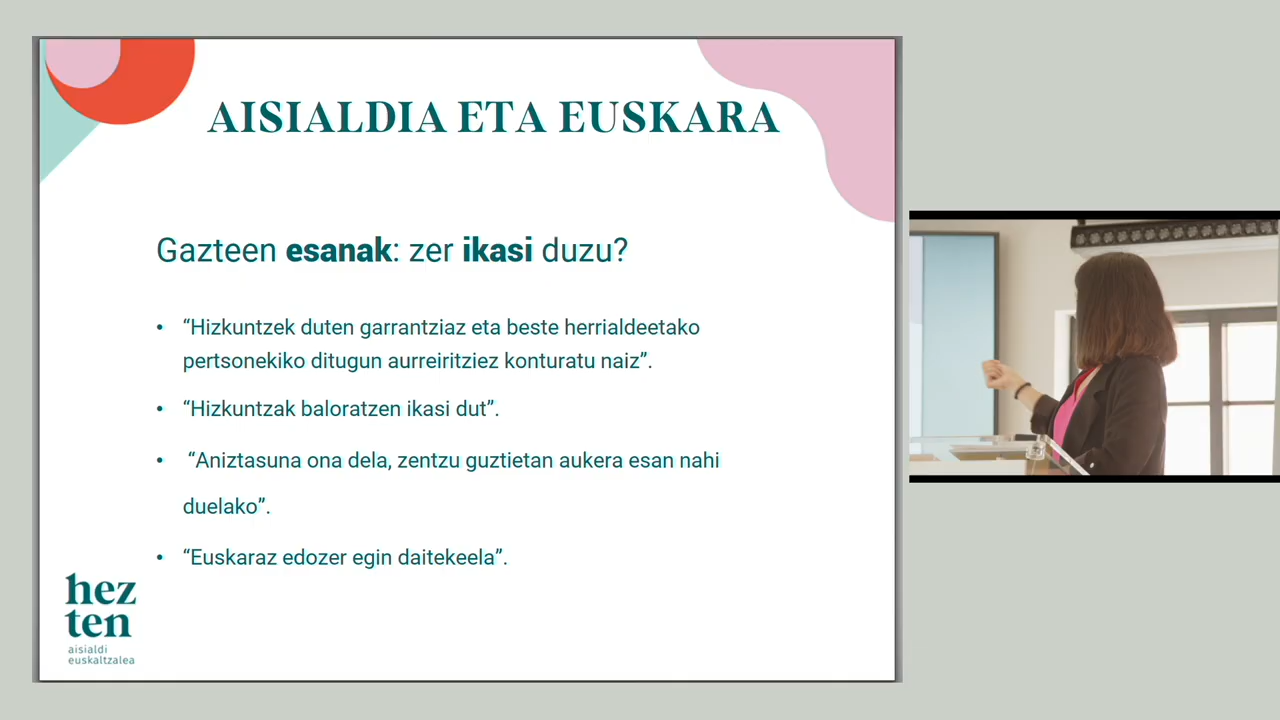 AISIALDIA ETA EUSKARA
Gazteen esanak: zer ikasi duzu?
• “Hizkuntzek duten garrantziaz eta beste herrialdeetako
pertsonekiko ditugun aurreiritziez konturatu naiz”.
• “Hizkuntzak baloratzen ikasi dut”.
• “Aniztasuna ona dela, zentzu guztietan aukera esan nahi
duelako”.
• “Euskaraz edozer egin daitekeela”.
hez
ten
aisialdi
euskaltzalea